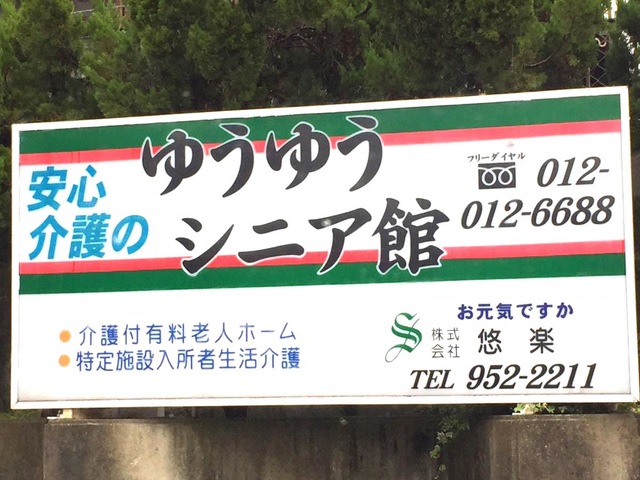 安心
介護の
ゆうゆう
シニア館
フリーダイヤル
012-
012-6688
介護付有料老人ホーム
特定施設入所者生活介護
お元気ですか
株式会社 悠楽
TEL 952-2211